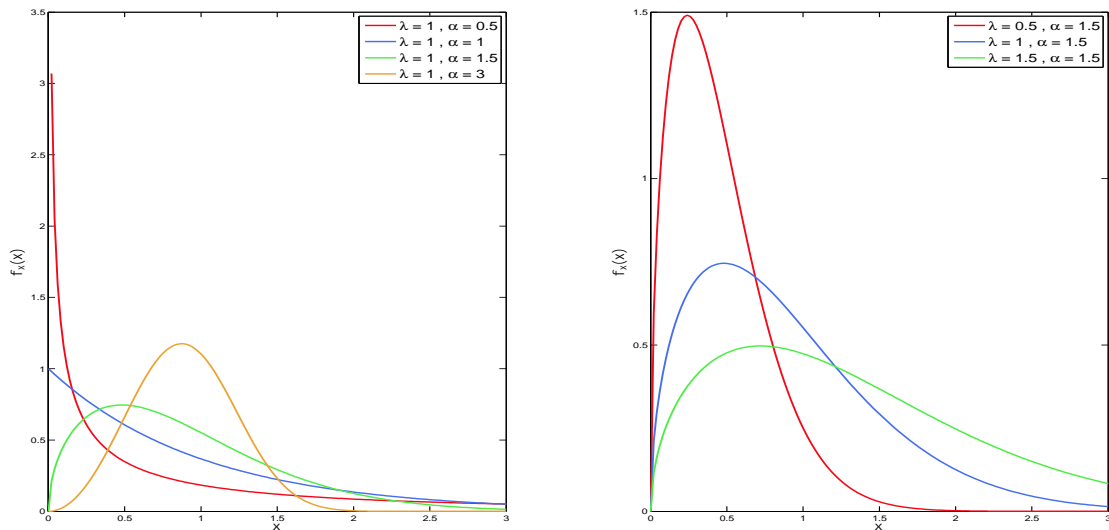 3.5
3
2.5
2
1.5
1
0.5
0
f_x(x)
λ = 1 , α = 0.5
λ = 1 , α = 1
λ = 1 , α = 1.5
λ = 1 , α = 3
0 0.5 1 1.5 2 2.5 3
x
1.5
1
0.5
0
f_x(x)
λ = 0.5 , α = 1.5
λ = 1 , α = 1.5
λ = 1.5 , α = 1.5
0 0.5 1 1.5 2 2.5 3
x